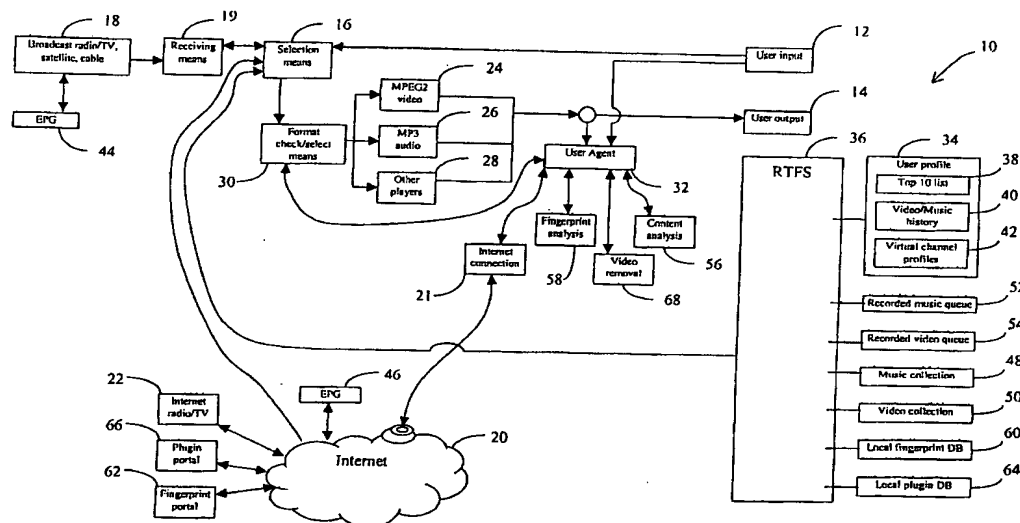 18
19
16
12
10
Broadcast radio/TV,
satellite, cable
Receiving
means
Selection
means
User input
24
MPEG2
video
26
MP3
audio
28
Other
players
14
User output
EPG
44
Format
check/select
means
30
User Agent
32
36
RTFS
34
User profile
38
Top 10 list
40
Video/Music
history
42
Virtual channel
profiles
Internet
connection
21
Fingerprint
analysis
58
Video
removal
68
Content
analysis
56
52
Recorded music queue
54
Recorded video queue
48
Music collection
50
Video collection
60
Local fingerprint DB
64
Local plugin DB
46
EPG
22
Internet
radio/TV
66
Plugin
portal
62
Fingerprint
portal
20
Internet